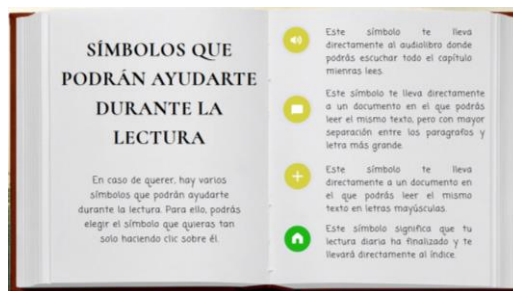 SÍMBOLOS QUE
PODRÁN AYUDARTE
DURANTE LA
LECTURA
En caso de querer, hay varios
símbolos que podrán ayudarte
durante la lectura. Para ello, podrás
elegir el símbolo que quieras tan
solo haciendo clic sobre él.
Este símbolo te lleva
directamente al audiolibro donde
podrás escuchar todo el capítulo
mienras lees.
Este símbolo te lleva directamente
a un documento en el que podrás
leer el mismo texto, pero con mayor
separación entre los paragrafos y
letra más grande.
Este símbolo te lleva
directamente a un documento en
el que podrás leer el mismo
texto en letras mayúsculas.
Este símbolo significa que tu
lectura diaria ha finalizado y te
llevará directamente al índice.